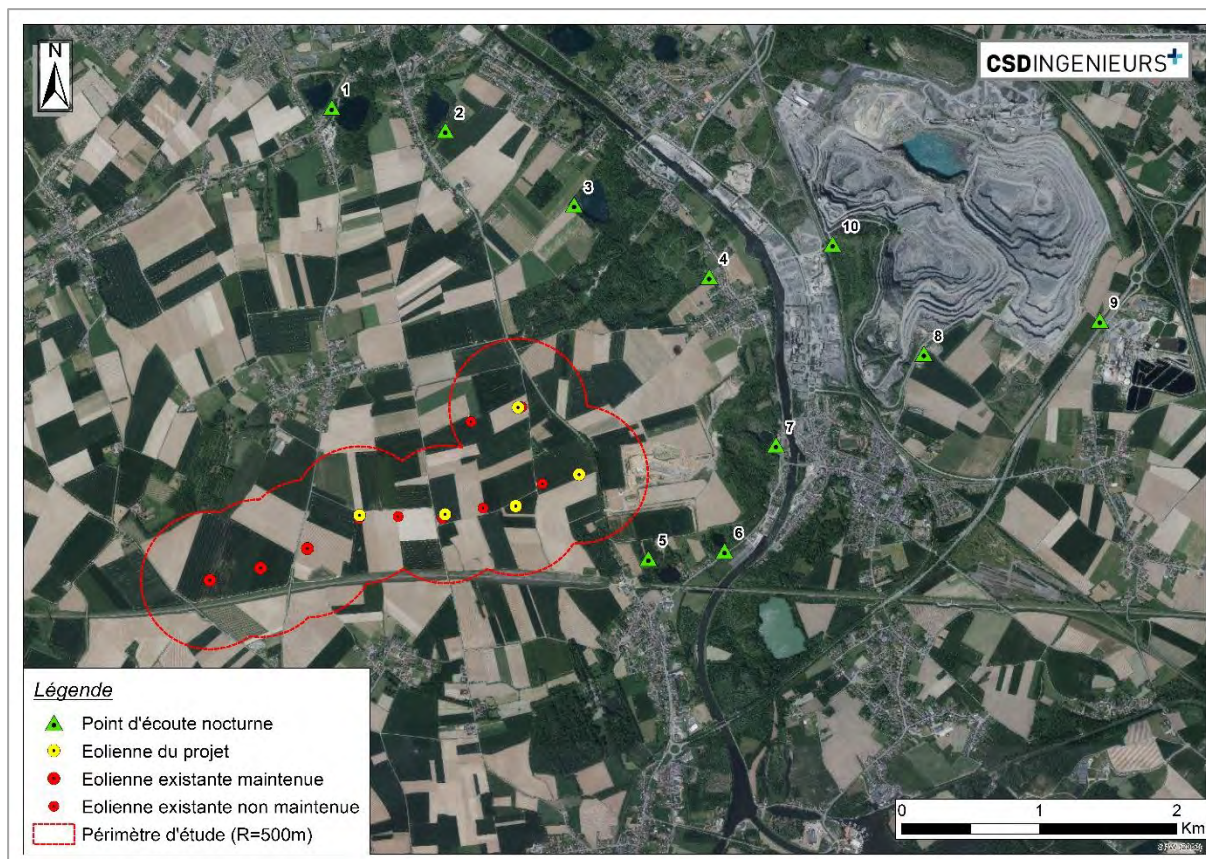 N
CSDINGENIEURS+
1
2
3
4
10
9
8
7
6
5
Légende
Point d'écoute nocturne
Eolienne du projet
Eolienne existante maintenue
Eolienne existante non maintenue
Périmètre d'étude (R=500m)
0 1 2
Km